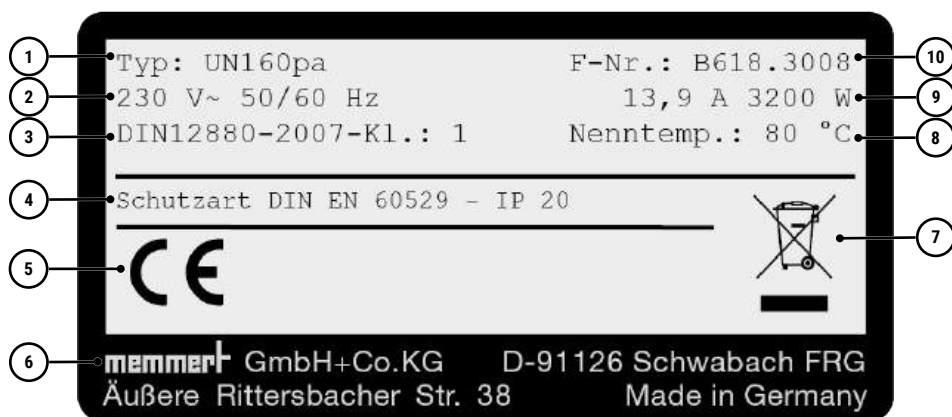 1 Typ: UN160pa F-Nr.: B618.3008 10
2 230 V~ 50/60 Hz 13,9 A 3200 W 9
3 DIN12880-2007-Kl.: 1 Nenntemp.: 80 °C 8
4 Schutzart DIN EN 60529 - IP 20
7
5 CE
6 memmert GmbH+Co.KG D-91126 Schwabach FRG
Äußere Rittersbacher Str. 38 Made in Germany